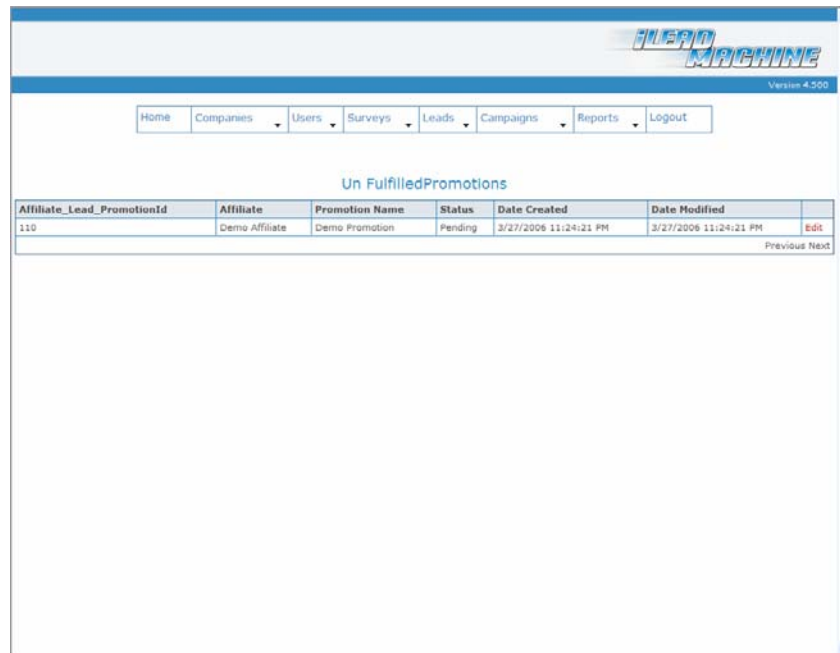 iLEAD
MACHINE
Version 4.500
Home Companies Users Surveys Leads Campaigns Reports Logout
Un FulfilledPromotions
Affiliate_Lead_PromotionId Affiliate Promotion Name Status Date Created Date Modified
110 Demo Affiliate Demo Promotion Pending 3/27/2006 11:24:21 PM 3/27/2006 11:24:21 PM Edit
Previous Next